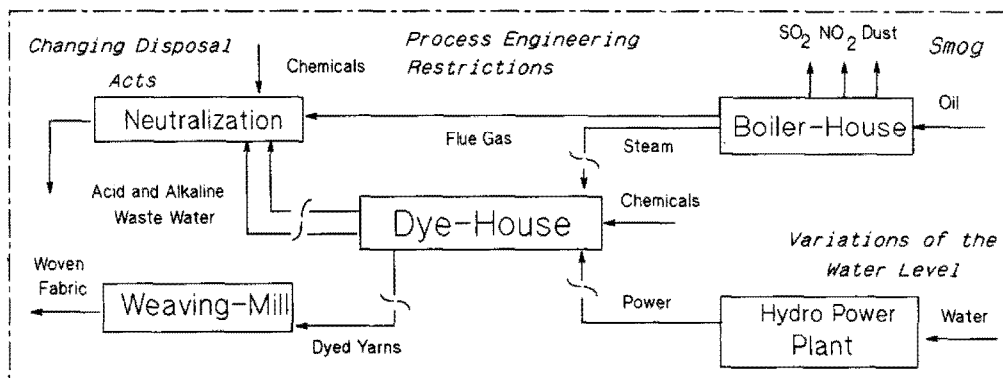 Changing Disposal
Acts
Chemicals
Process Engineering
Restrictions
SO2 NO2 Dust
Smog
Neutralization
Flue Gas
Steam
Boiler-House
Oil
Acid and Alkaline
Waste Water
Dye-House
Chemicals
Variations of the
Water Level
Woven
Fabric
Weaving-Mill
Dyed Yarns
Power
Hydro Power
Plant
Water